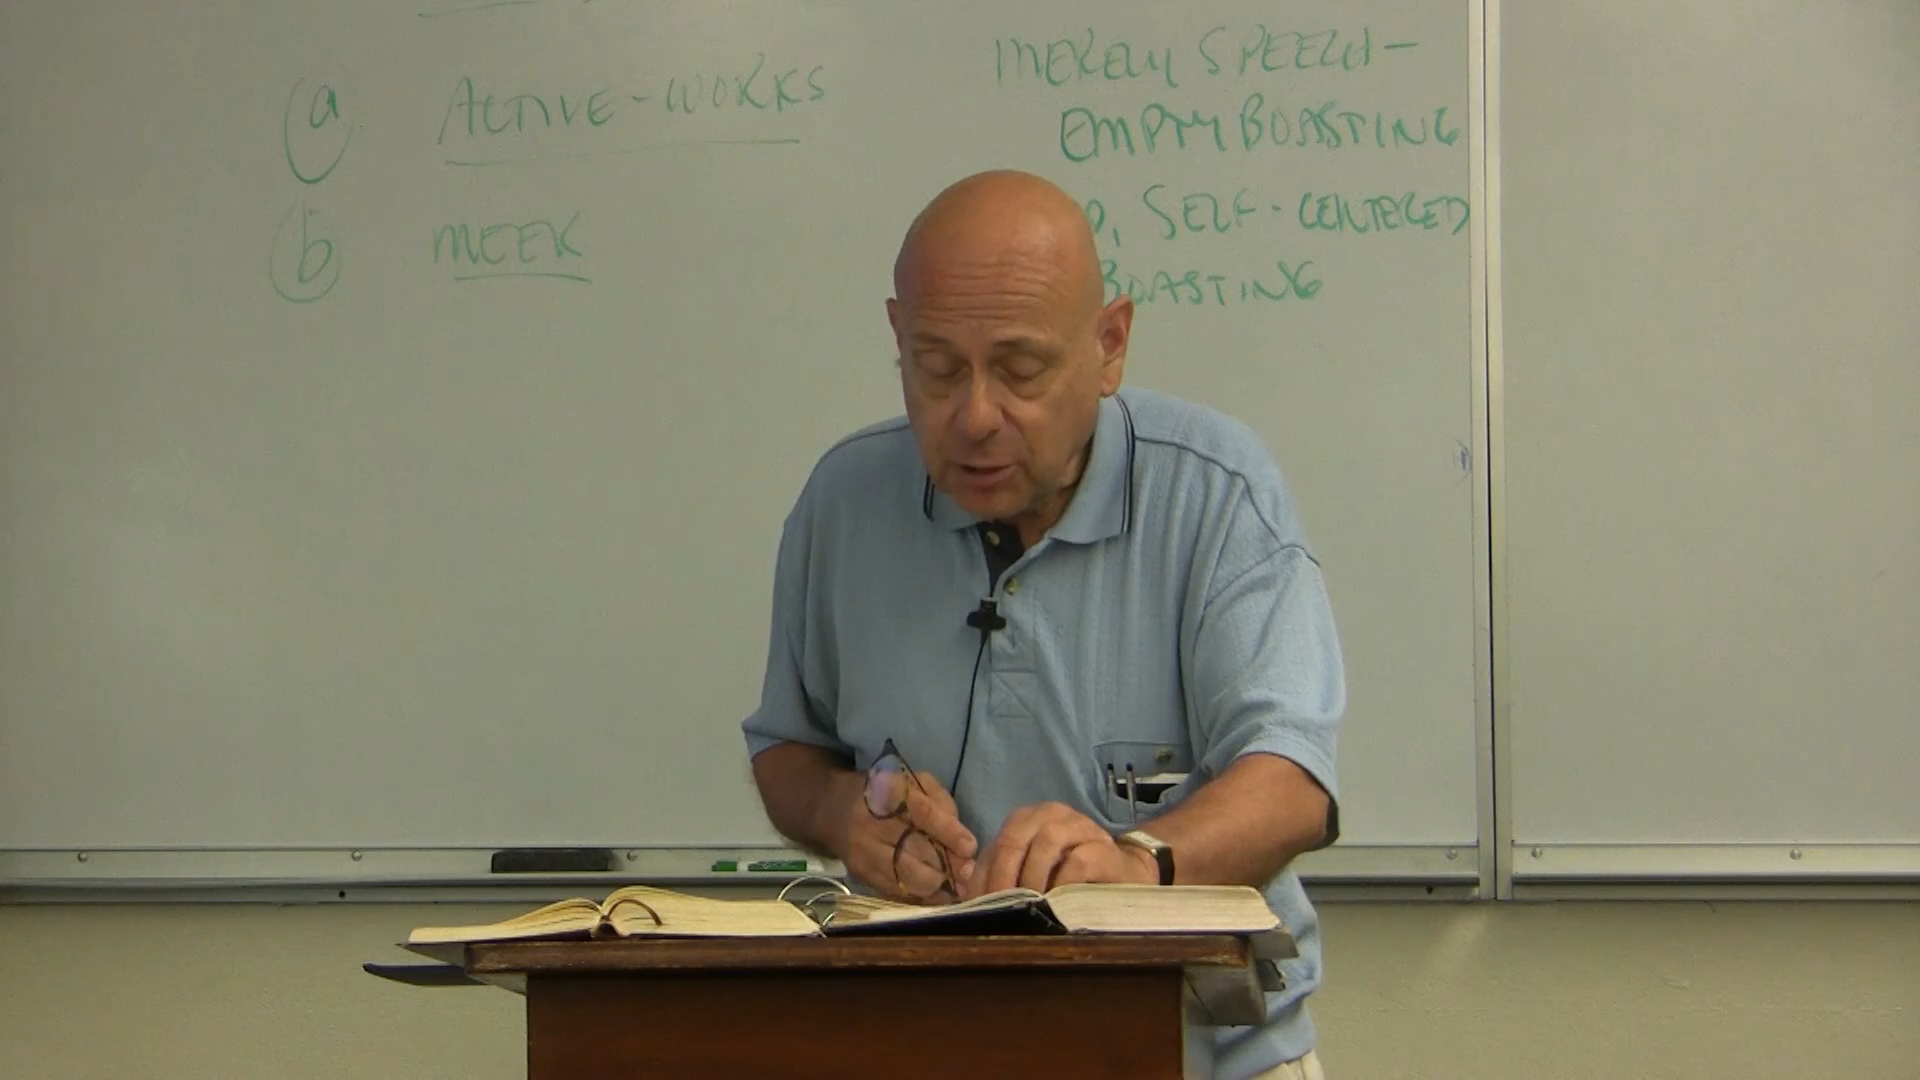 a ACTIVE-WORKS
MERELY SPEECH-
EMPTY BOASTING
b MEEK
, SELF-CENTERED
BOASTING